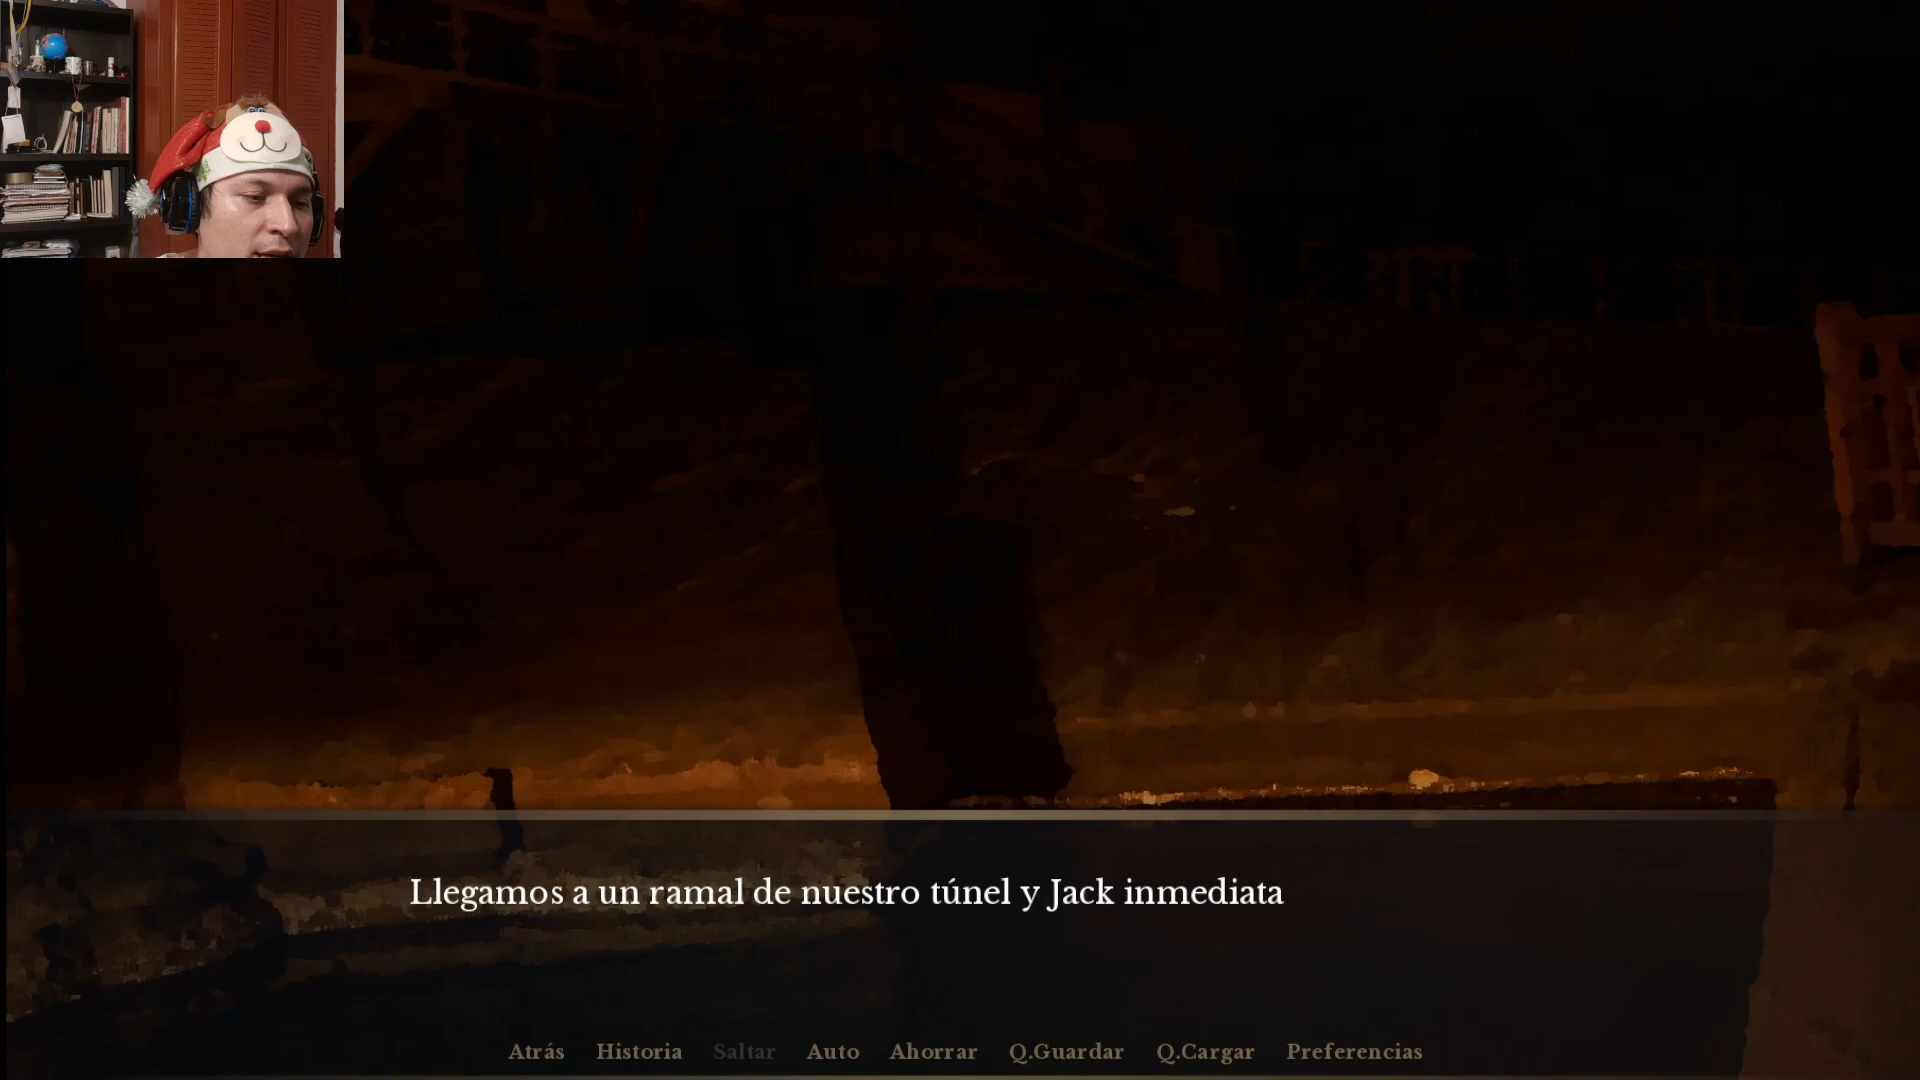 Llegamos a un ramal de nuestro túnel y Jack inmediata
Atrás Historia Saltar Auto Ahorrar Q.Guardar Q.Cargar Preferencias